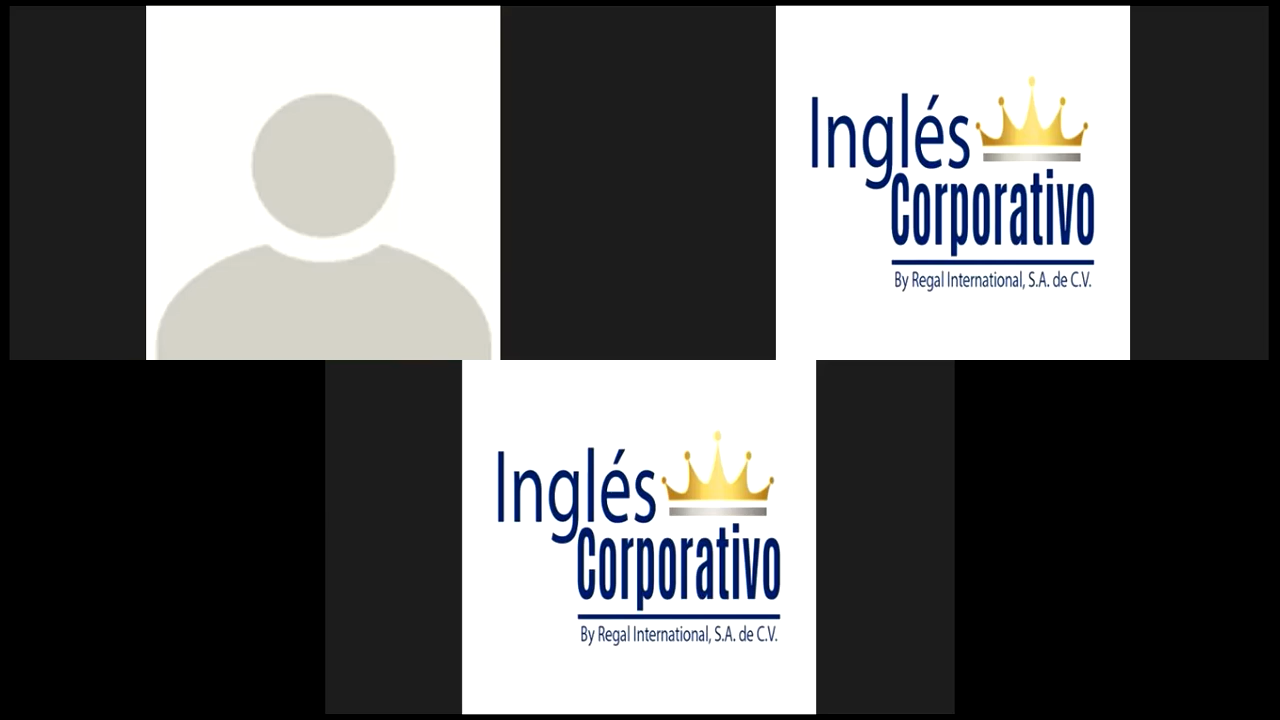 Inglés
Corporativo
By Regal International, S.A. de C.V.
Inglés
Corporativo
By Regal International, S.A. de C.V.